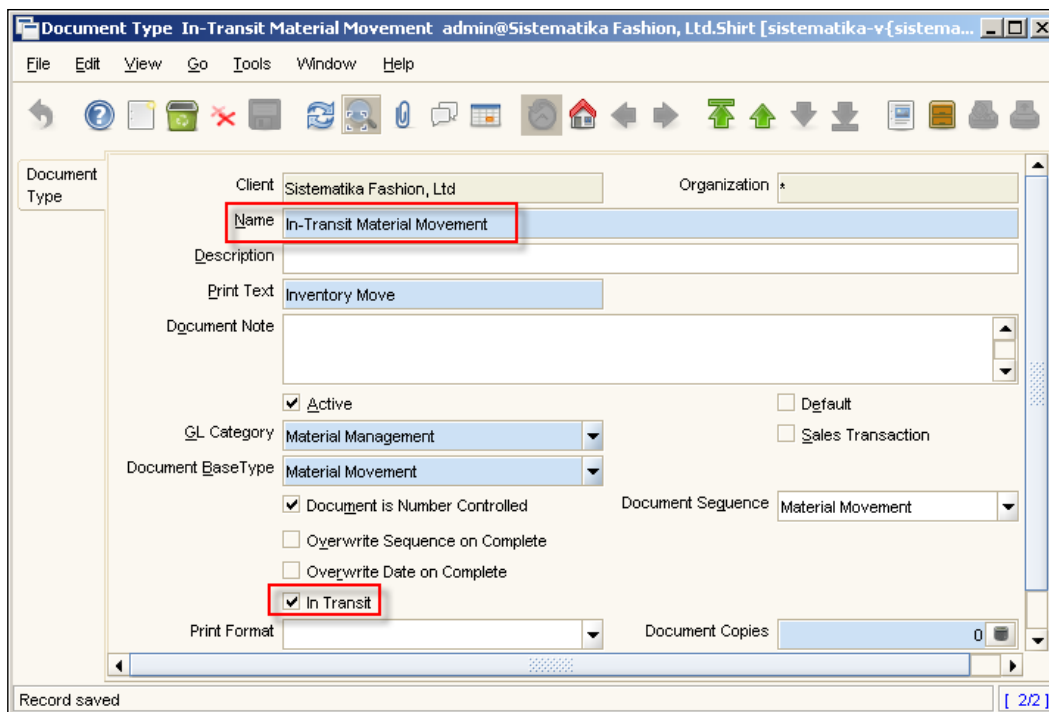 Document Type In-Transit Material Movement admin@Sistematika Fashion, Ltd.Shirt [sistematika-v{sistema...
File Edit View Go Tools Window Help
Document Type
Client Sistematika Fashion, Ltd Organization *
Name In-Transit Material Movement
Description
Print Text Inventory Move
Document Note
Active Default
GL Category Material Management Sales Transaction
Document BaseType Material Movement
Document is Number Controlled Document Sequence Material Movement
Overwrite Sequence on Complete
Overwrite Date on Complete
In Transit
Print Format Document Copies 0
Record saved [ 2/2 ]